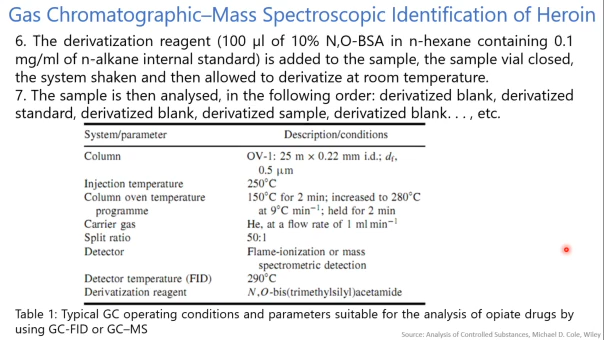 Gas Chromatographic–Mass Spectroscopic Identification of Heroin
6. The derivatization reagent (100 µl of 10% N,O-BSA in n-hexane containing 0.1
mg/ml of n-alkane internal standard) is added to the sample, the sample vial closed,
the system shaken and then allowed to derivatize at room temperature.
7. The sample is then analysed, in the following order: derivatized blank, derivatized
standard, derivatized blank, derivatized sample, derivatized blank. . . , etc.
System/parameter Description/conditions
Column OV-1: 25 m × 0.22 mm i.d.; df,
0.5 µm
Injection temperature 250°C
Column oven temperature 150°C for 2 min; increased to 280°C
programme at 9°C min−1; held for 2 min
Carrier gas He, at a flow rate of 1 ml min−1
Split ratio 50:1
Detector Flame-ionization or mass
spectrometric detection
Detector temperature (FID) 290°C
Derivatization reagent N,O-bis(trimethylsilyl)acetamide
Table 1: Typical GC operating conditions and parameters suitable for the analysis of opiate drugs by
using GC-FID or GC–MS
Source: Analysis of Controlled Substances, Michael D. Cole, Wiley